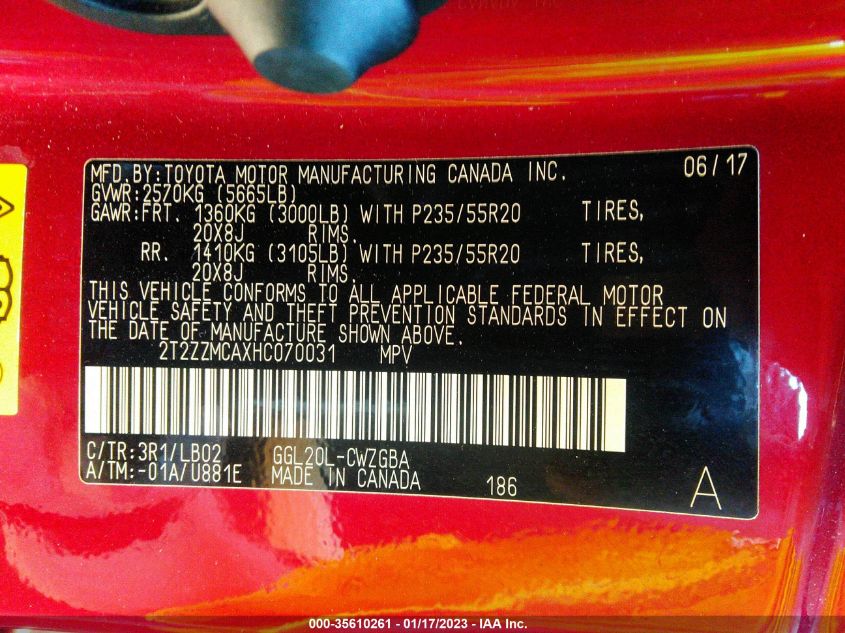 MFD.BY:TOYOTA MOTOR MANUFACTURING CANADA INC. 06/17
GVWR:2570KG (5665LB)
GAWR:FRT. 1360KG (3000LB) WITH P235/55R20 TIRES,
20X8J RIMS.
RR. 1410KG (3105LB) WITH P235/55R20 TIRES,
20X8J RIMS.
THIS VEHICLE CONFORMS TO ALL APPLICABLE FEDERAL MOTOR
VEHICLE SAFETY AND THEFT PREVENTION STANDARDS IN EFFECT ON
THE DATE OF MANUFACTURE SHOWN ABOVE.
2T2ZZMCAXHC070031 MPV
C/TR:3R1/LB02 GGL20L-CWZGBA
A/TM:-01A/U881E MADE IN CANADA 186 A
000-35610261 - 01/17/2023 - IAA Inc.